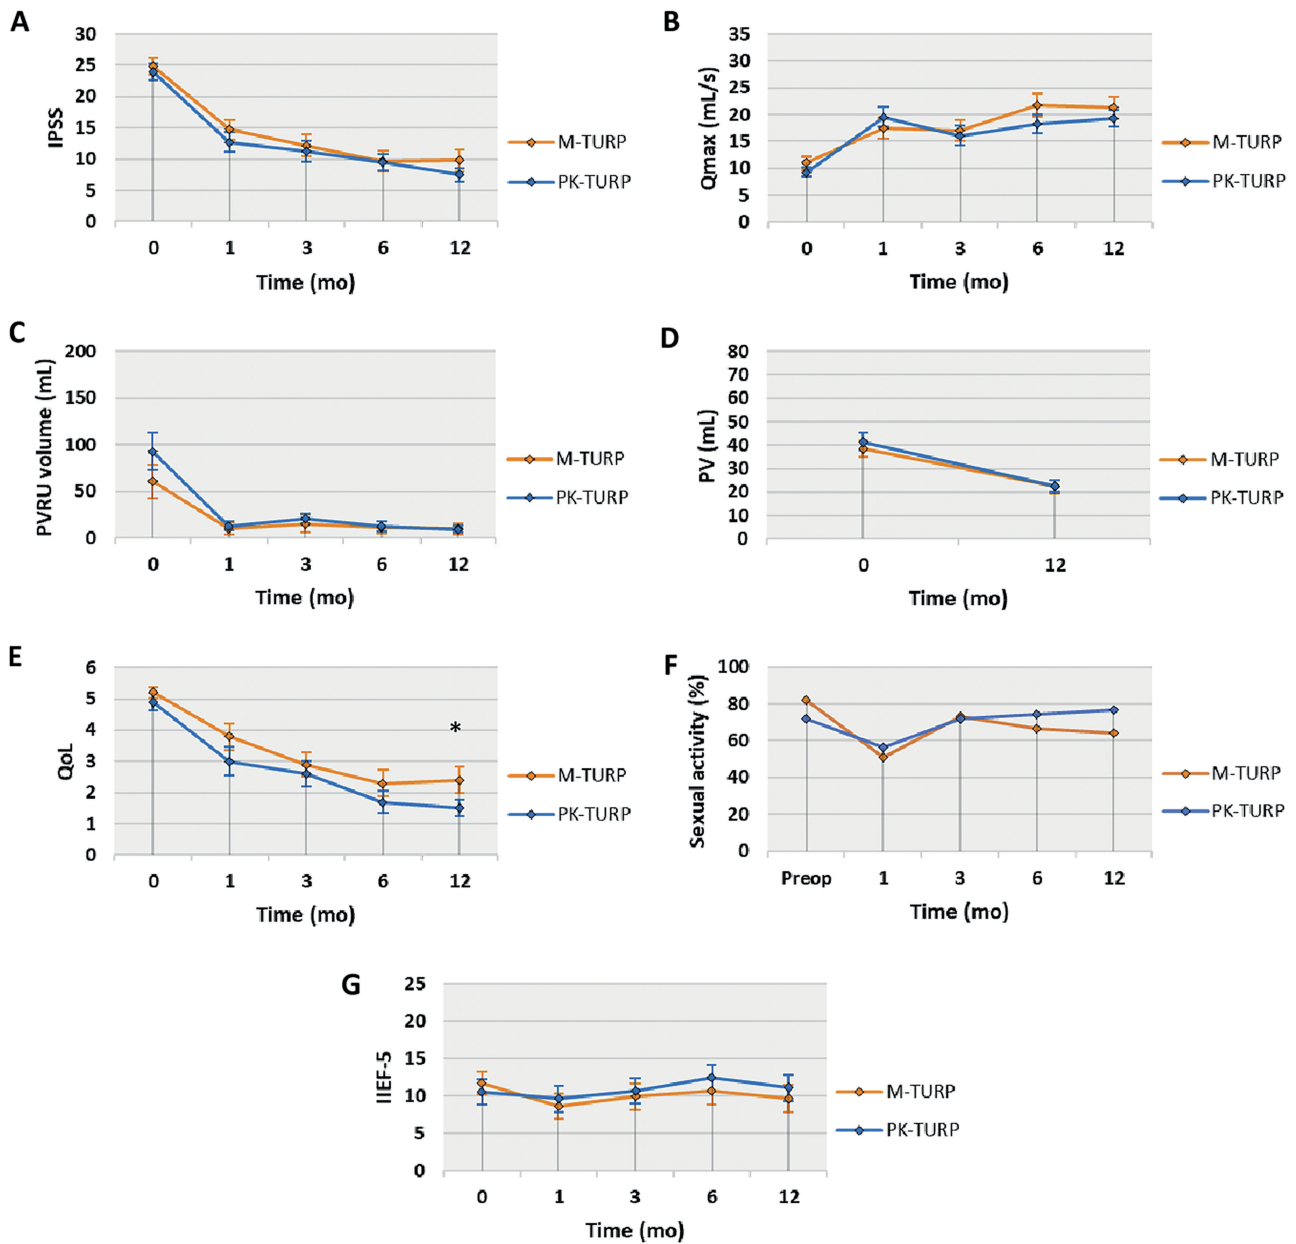 A
IPSS
30
25
20
15
10
5
0
0 1 3 6 12
Time (mo)
M-TURP
PK-TURP
B
Qmax (mL/s)
35
30
25
20
15
10
5
0
0 1 3 6 12
Time (mo)
M-TURP
PK-TURP
C
PVRU volume (mL)
200
150
100
50
0
0 1 3 6 12
Time (mo)
M-TURP
PK-TURP
D
PV (mL)
80
70
60
50
40
30
20
10
0
0 12
Time (mo)
M-TURP
PK-TURP
E
QoL
6
5
4
3
2
1
0
*
0 1 3 6 12
Time (mo)
M-TURP
PK-TURP
F
Sexual activity (%)
100
80
60
40
20
0
Preop 1 3 6 12
Time (mo)
M-TURP
PK-TURP
G
IIEF-5
25
20
15
10
5
0
0 1 3 6 12
Time (mo)
M-TURP
PK-TURP